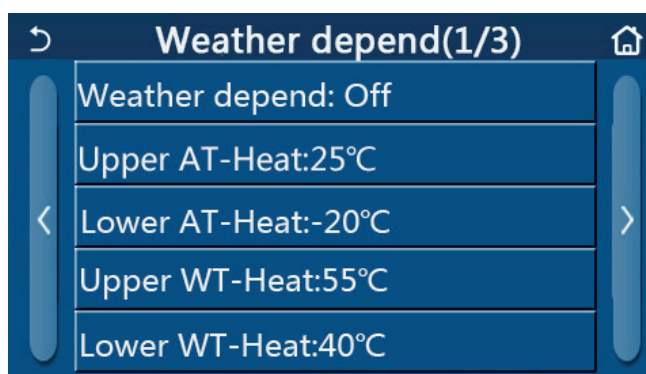 Weather depend(1/3)
Weather depend: Off
Upper AT-Heat:25℃
Lower AT-Heat:-20℃
Upper WT-Heat:55℃
Lower WT-Heat:40℃